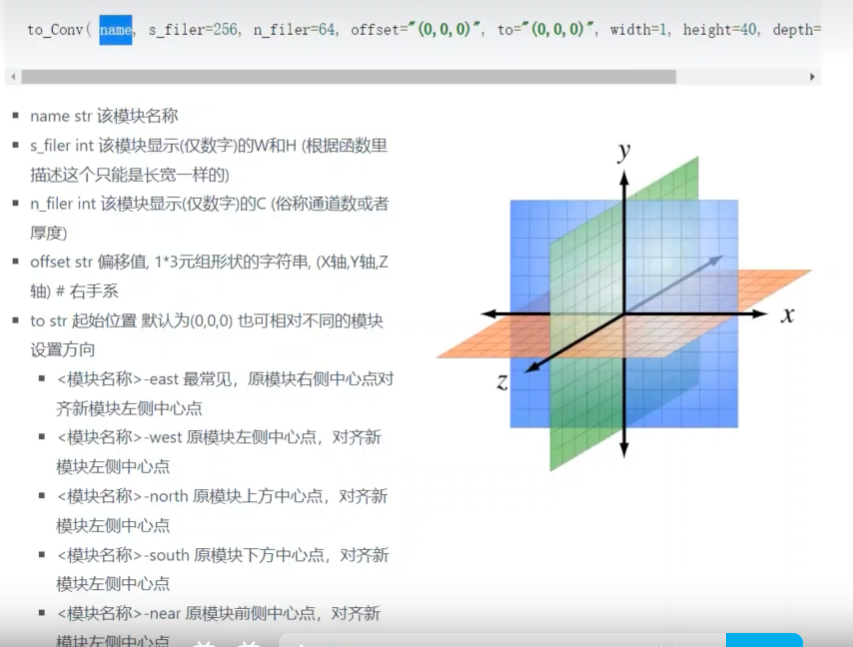 to_Conv( name, s_filer=256, n_filer=64, offset="(0,0,0)", to="(0,0,0)", width=1, height=40, depth=
name str 该模块名称
s_filer int 该模块显示(仅数字)的W和H (根据函数里
描述这个只能是长宽一样的)
n_filer int 该模块显示(仅数字)的C (俗称通道数或者
厚度)
offset str 偏移值, 1*3元组形状的字符串, (X轴,Y轴,Z
轴) # 右手系
to str 起始位置 默认为(0,0,0) 也可相对不同的模块
设置方向
<模块名称>-east 最常见，原模块右侧中心点对
齐新模块左侧中心点
<模块名称>-west 原模块左侧中心点，对齐新
模块左侧中心点
<模块名称>-north 原模块上方中心点，对齐新
模块左侧中心点
<模块名称>-south 原模块下方中心点，对齐新
模块左侧中心点
<模块名称>-near 原模块前侧中心点，对齐新
模块左侧中心点
y
x
z